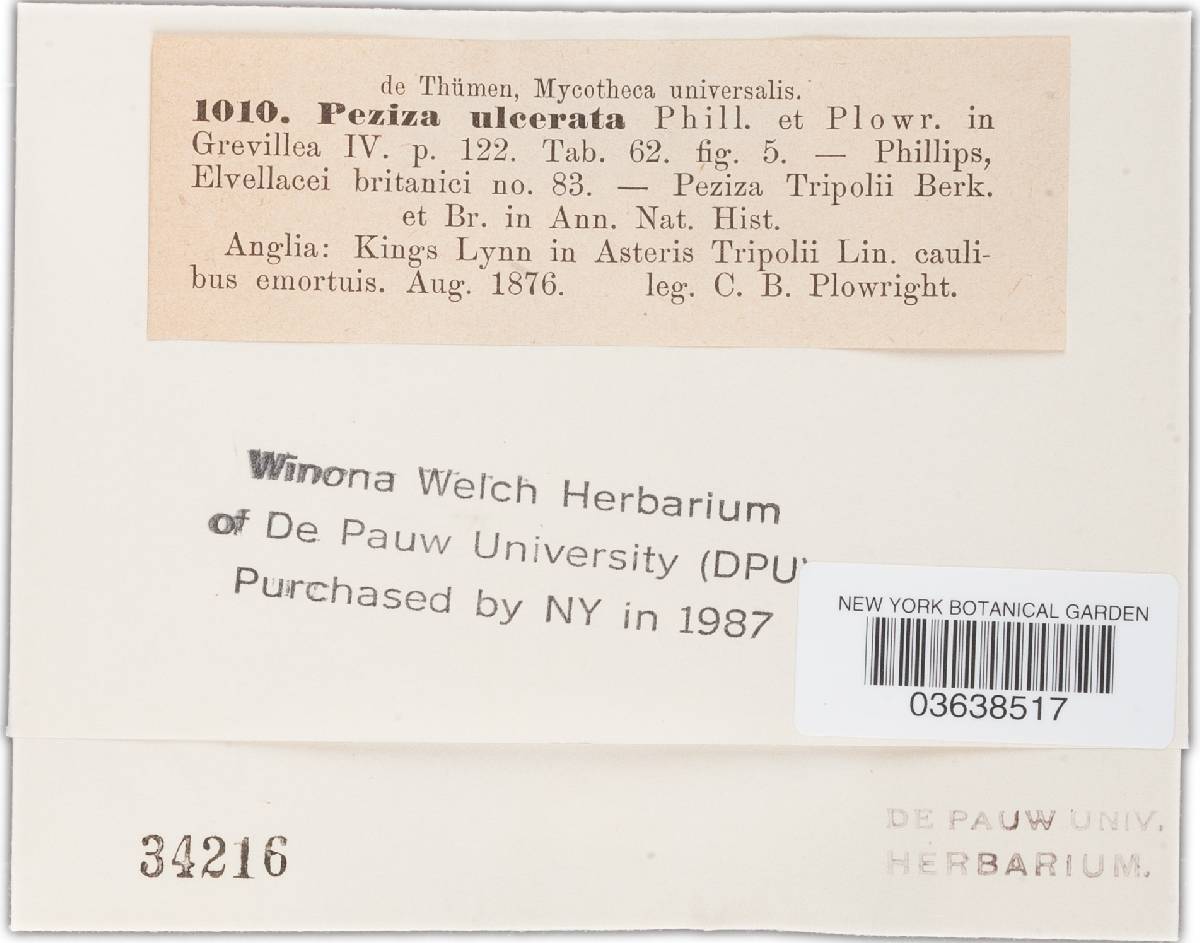 de Thümen, Mycotheca universalis.
1010. Peziza ulcerata Phill. et Plowr. in
Grevillea IV. p. 122. Tab. 62. fig. 5. — Phillips,
Elvellacei britanici no. 83. — Peziza Tripolii Berk.
et Br. in Ann. Nat. Hist.
Anglia: Kings Lynn in Asteris Tripolii Lin. cauli-
bus emortuis. Aug. 1876. leg. C. B. Plowright.
Winona Welch Herbarium
of De Pauw University (DPU)
Purchased by NY in 1987
NEW YORK BOTANICAL GARDEN
03638517
34216
DE PAUW UNIV.
HERBARIUM.